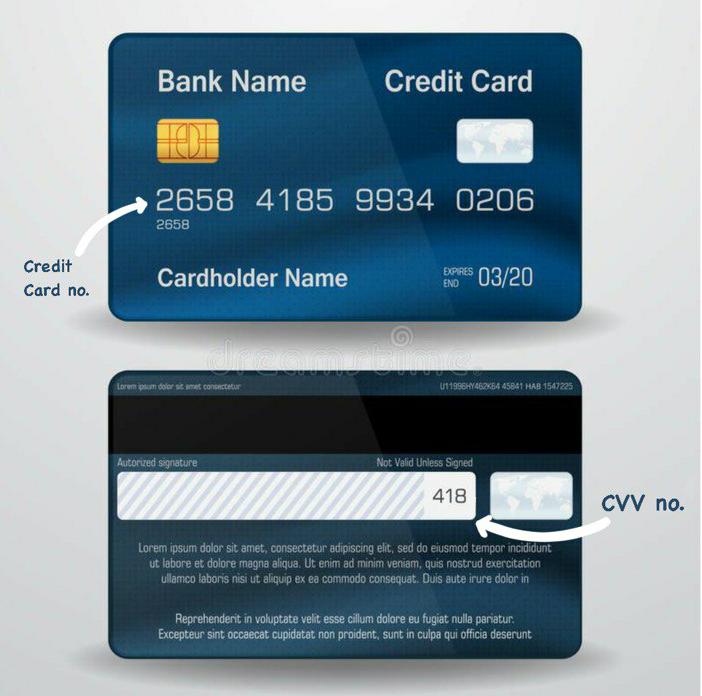 Bank Name Credit Card
2658 4185 9934 0206
2658
Credit
Card no.
Cardholder Name EXPIRES END 03/20
dreamstime
Lorem ipsum dolor sit amet consectetur U11996HY462K64 45841 HAB 1547225
Autorized signature Not Valid Unless Signed
418
CVV no.
Lorem ipsum dolor sit amet, consectetur adipiscing elit, sed do eiusmod tempor incididunt
ut labore et dolore magna aliqua. Ut enim ad minim veniam, quis nostrud exercitation
ullamco laboris nisi ut aliquip ex ea commodo consequat. Duis aute irure dolor in
Reprehenderit in voluptate velit esse cillum dolore eu fugiat nulla pariatur.
Excepteur sint occaecat cupidatat non proident, sunt in culpa qui officia deserunt